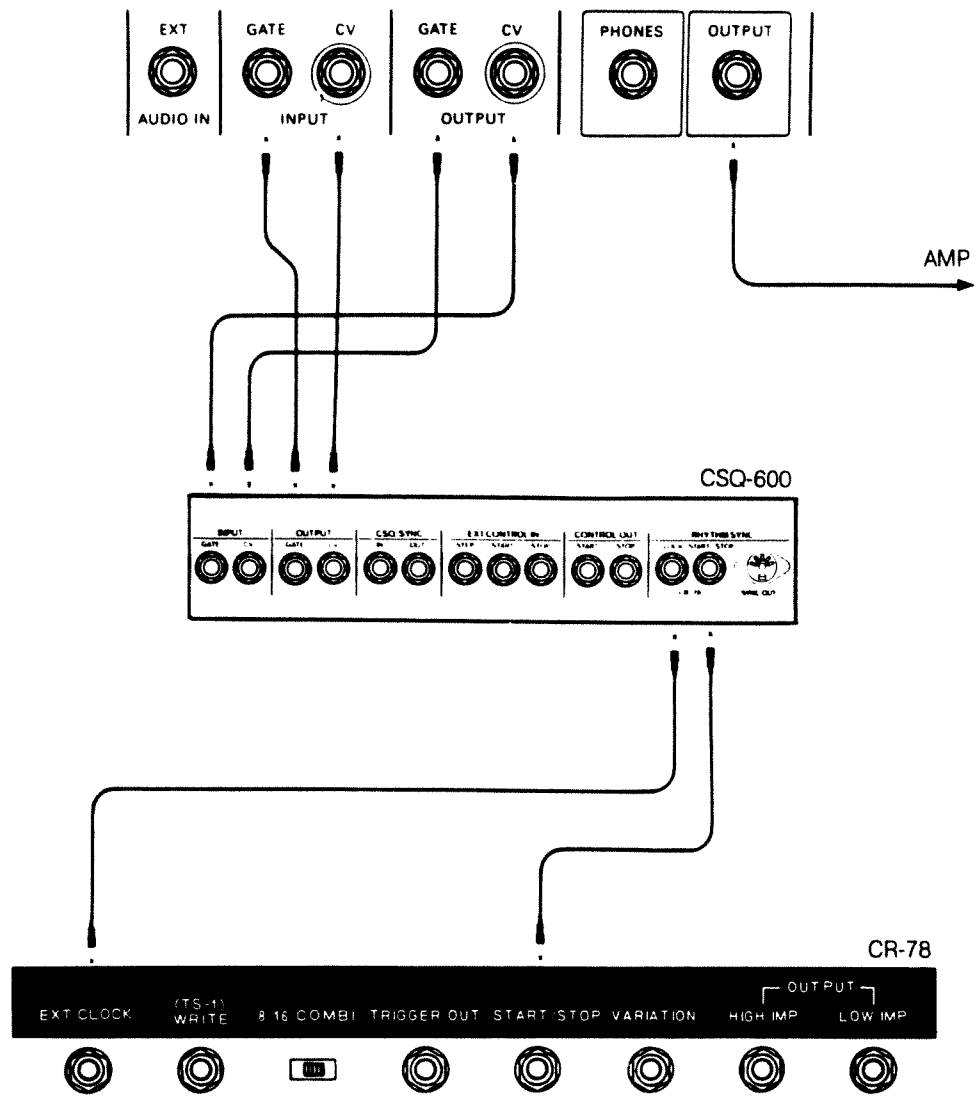 EXT GATE CV GATE CV PHONES OUTPUT
AUDIO IN INPUT OUTPUT
AMP
CSQ-600
INPUT OUTPUT CSQ SYNC EXT CONTROL IN CONTROL OUT RHYTHM SYNC
GATE CV GATE CV IN OUT STEP START STOP START STOP CLOCK START STOP
SYNC OUT
CR-78
OUTPUT
EXT CLOCK (TS-1) WRITE 8 16 COMBI TRIGGER OUT START/STOP VARIATION HIGH IMP LOW IMP